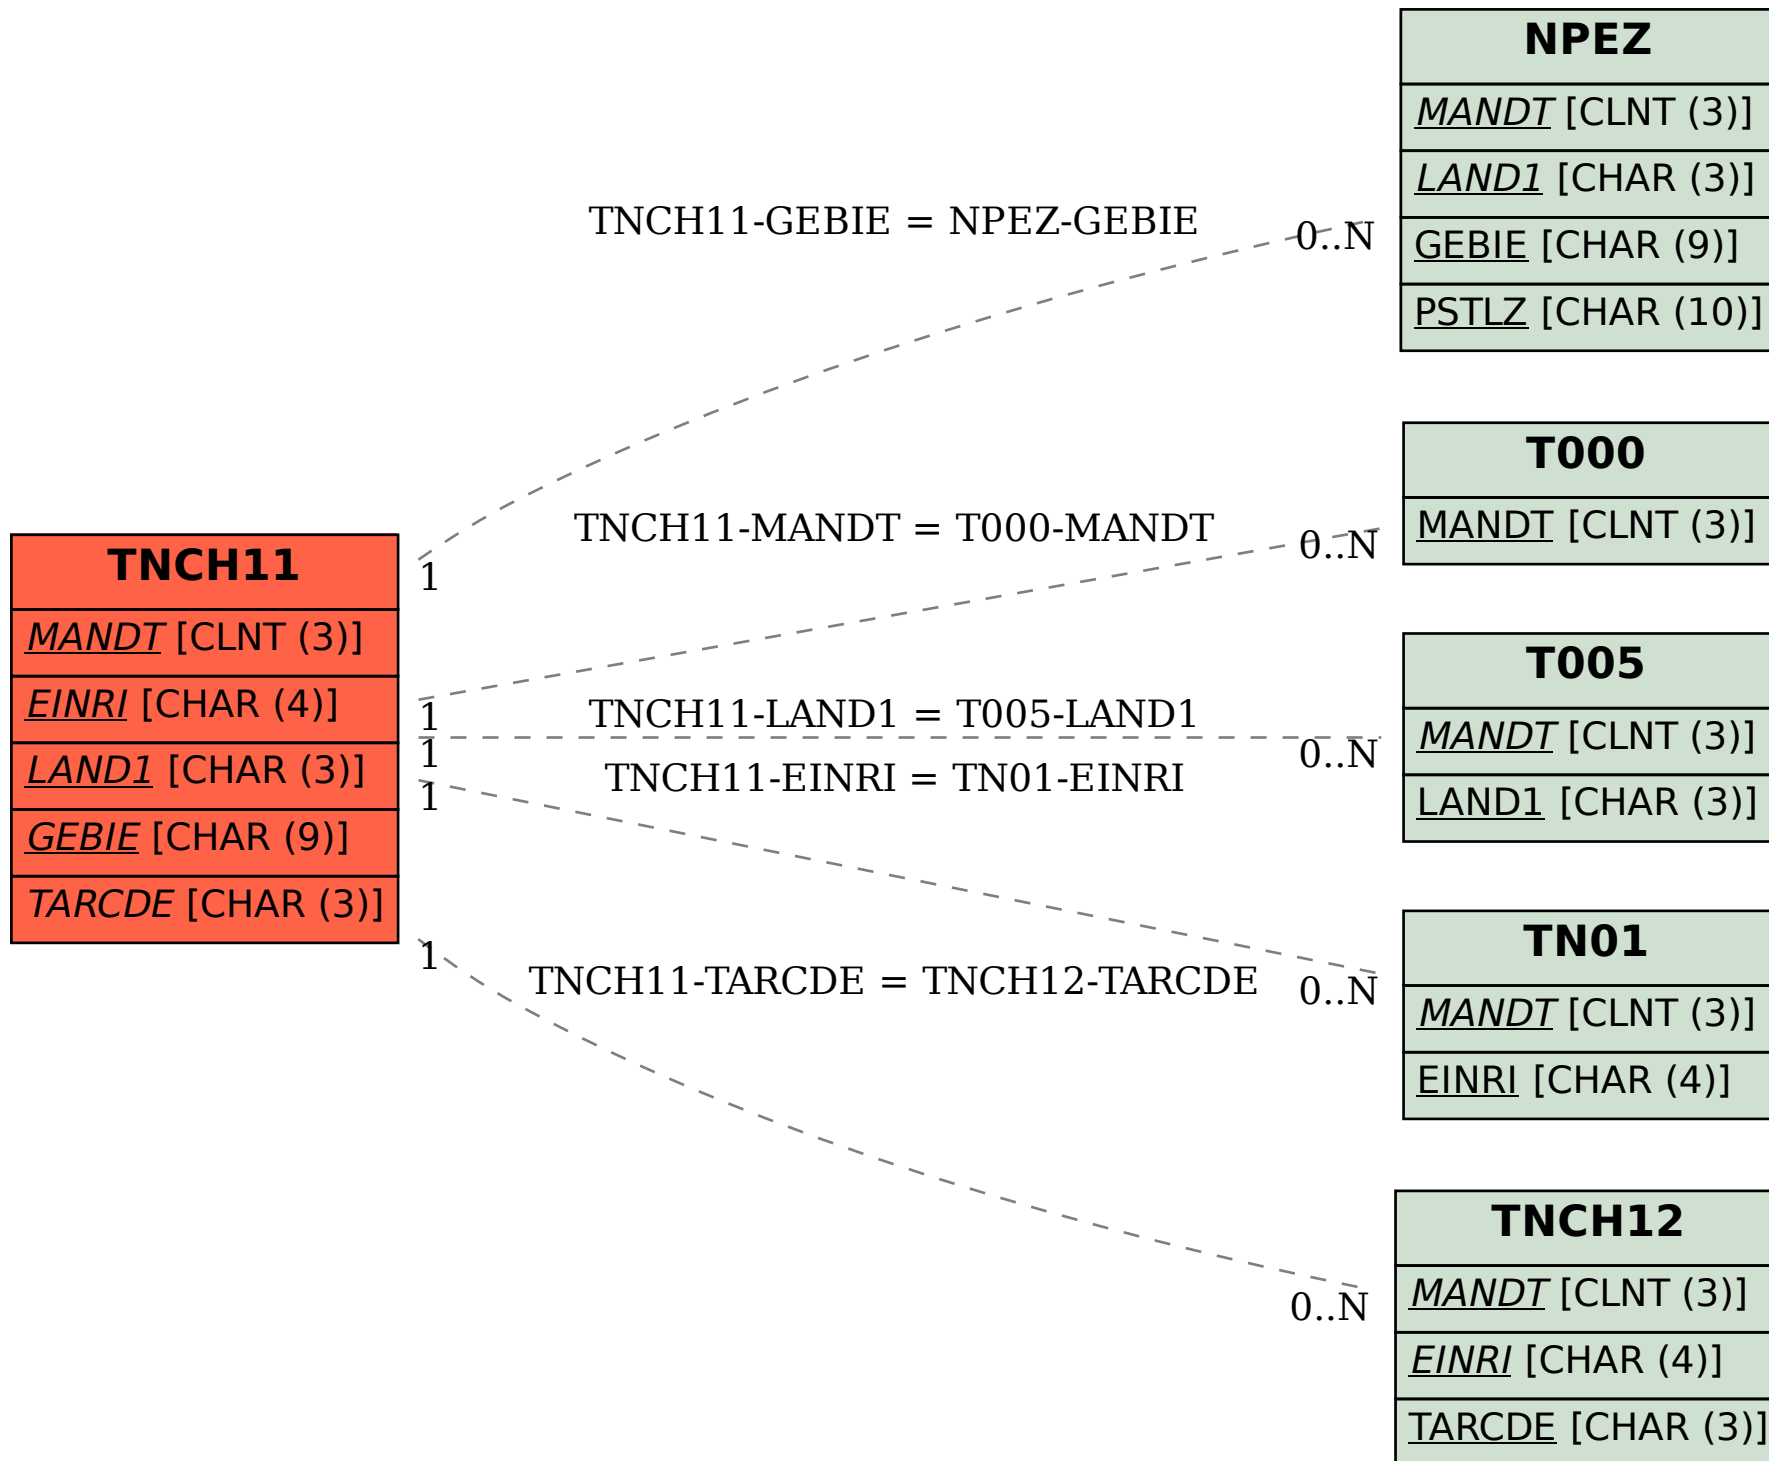 NPEZ
MANDT [CLNT (3)]
LAND1 [CHAR (3)]
GEBIE [CHAR (9)]
PSTLZ [CHAR (10)]
TNCH11-GEBIE = NPEZ-GEBIE
0..N
1
T000
MANDT [CLNT (3)]
TNCH11-MANDT = T000-MANDT
0..N
1
TNCH11
MANDT [CLNT (3)]
EINRI [CHAR (4)]
LAND1 [CHAR (3)]
GEBIE [CHAR (9)]
TARCDE [CHAR (3)]
T005
MANDT [CLNT (3)]
LAND1 [CHAR (3)]
TNCH11-LAND1 = T005-LAND1
0..N
1
TNCH11-EINRI = TN01-EINRI
0..N
1
TN01
MANDT [CLNT (3)]
EINRI [CHAR (4)]
TNCH11-TARCDE = TNCH12-TARCDE
0..N
1
TNCH12
MANDT [CLNT (3)]
EINRI [CHAR (4)]
TARCDE [CHAR (3)]